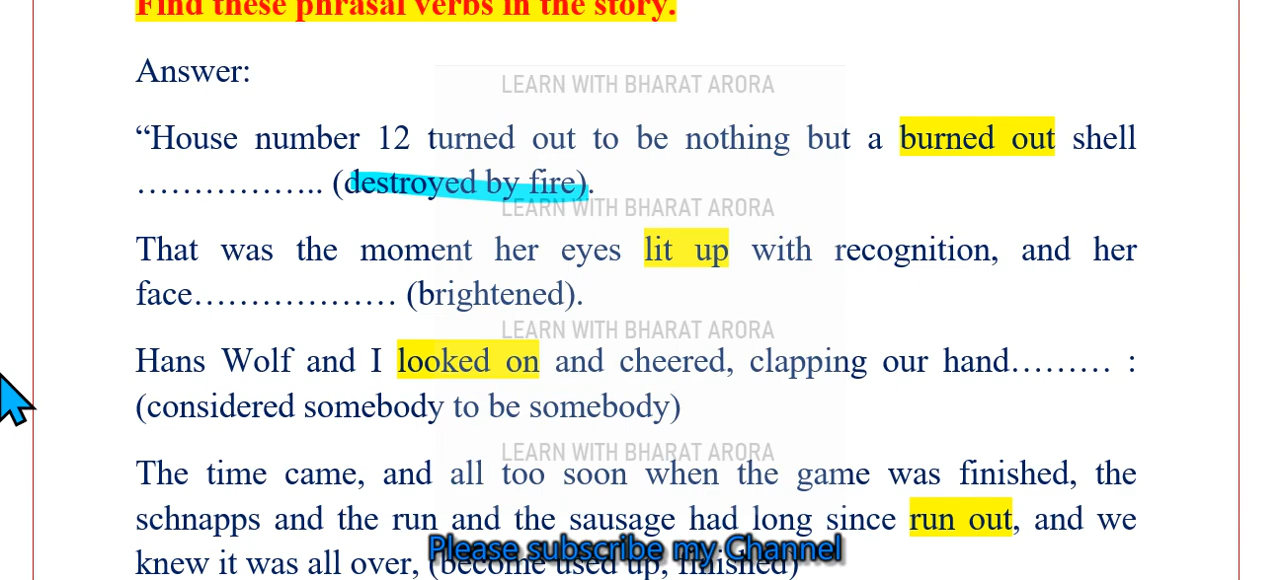 Find these phrasal verbs in the story.
Answer:
LEARN WITH BHARAT ARORA
“House number 12 turned out to be nothing but a burned out shell
…………….. (destroyed by fire).
LEARN WITH BHARAT ARORA
That was the moment her eyes lit up with recognition, and her
face……………… (brightened).
LEARN WITH BHARAT ARORA
Hans Wolf and I looked on and cheered, clapping our hand……… :
(considered somebody to be somebody)
LEARN WITH BHARAT ARORA
The time came, and all too soon when the game was finished, the
schnapps and the run and the sausage had long since run out, and we
Please subscribe my Channel
knew it was all over, (become used up, finished)